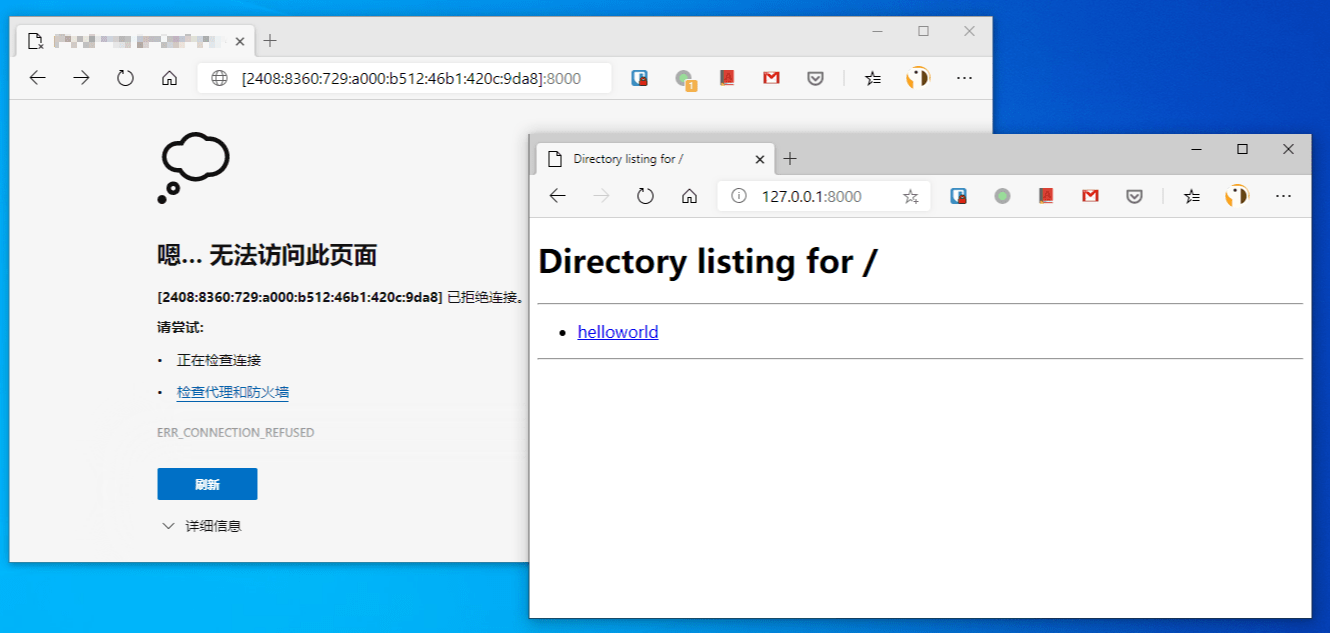 [2408:8360:729:a000:b512:46b1:420c:9da8]:8000
1
嗯... 无法访问此页面
[2408:8360:729:a000:b512:46b1:420c:9da8] 已拒绝连接。
请尝试:
• 正在检查连接
• 检查代理和防火墙
ERR_CONNECTION_REFUSED
刷新
详细信息
Directory listing for /
127.0.0.1:8000
Directory listing for /
• helloworld